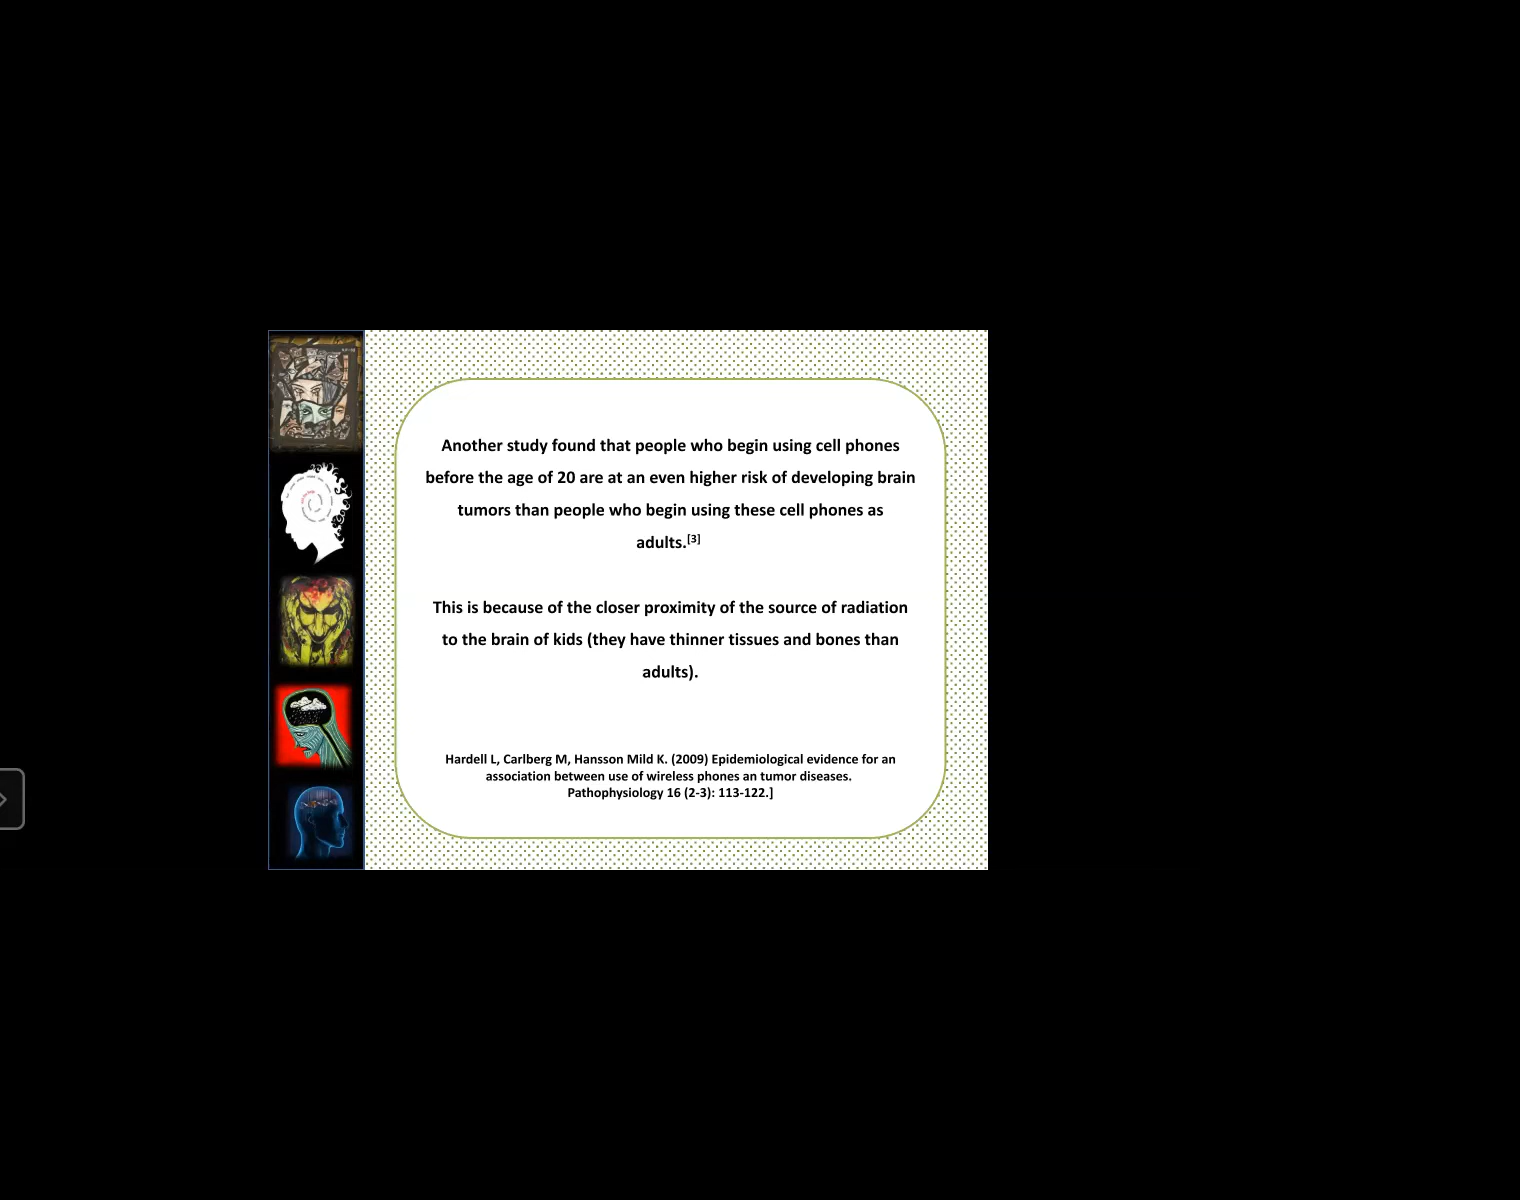 Another study found that people who begin using cell phones
before the age of 20 are at an even higher risk of developing brain
tumors than people who begin using these cell phones as
adults.[3]
This is because of the closer proximity of the source of radiation
to the brain of kids (they have thinner tissues and bones than
adults).
Hardell L, Carlberg M, Hansson Mild K. (2009) Epidemiological evidence for an
association between use of wireless phones an tumor diseases.
Pathophysiology 16 (2-3): 113-122.]